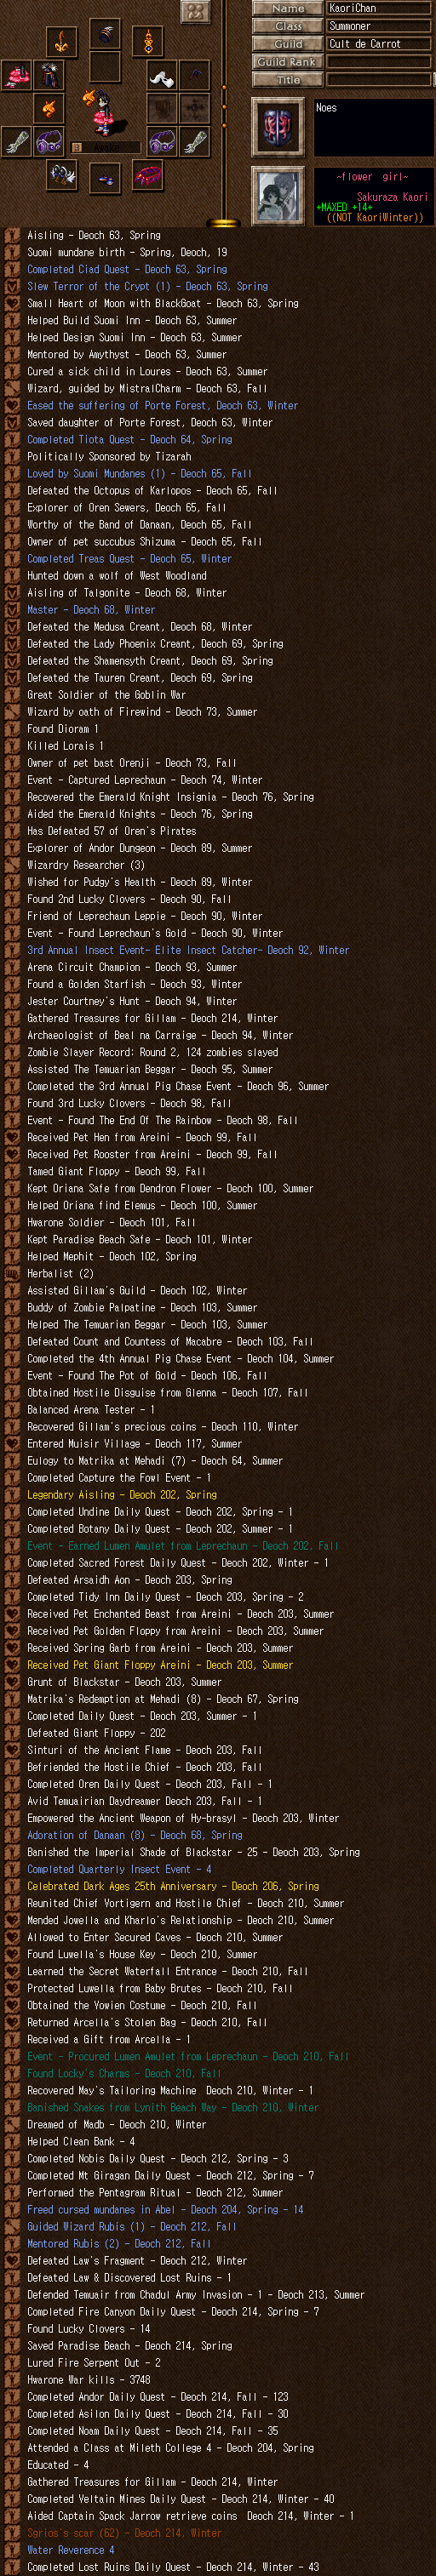 Name KaoriChan
Class Summoner
Guild Cult de Carrot
Guild Rank
Title
Noes
~flower girl~
Sakuraza Kaori
+MAXED +14+
((NOT KaoriWinter))
Awake
Aisling - Deoch 63, Spring
Suomi mundane birth - Spring, Deoch, 19
Completed Ciad Quest - Deoch 63, Spring
Slew Terror of the Crypt (1) - Deoch 63, Spring
Small Heart of Moon with BlackGoat - Deoch 63, Spring
Helped Build Suomi Inn - Deoch 63, Summer
Helped Design Suomi Inn - Deoch 63, Summer
Mentored by Amythyst - Deoch 63, Summer
Cured a sick child in Loures - Deoch 63, Summer
Wizard, guided by MistralCharm - Deoch 63, Fall
Eased the suffering of Porte Forest, Deoch 63, Winter
Saved daughter of Porte Forest, Deoch 63, Winter
Completed Tiota Quest - Deoch 64, Spring
Politically Sponsored by Tizarah
Loved by Suomi Mundanes (1) - Deoch 65, Fall
Defeated the Octopus of Karlopos - Deoch 65, Fall
Explorer of Oren Sewers, Deoch 65, Fall
Worthy of the Band of Danaan, Deoch 65, Fall
Owner of pet succubus Shizuma - Deoch 65, Fall
Completed Treas Quest - Deoch 65, Winter
Hunted down a wolf of West Woodland
Aisling of Talgonite - Deoch 68, Winter
Master - Deoch 68, Winter
Defeated the Medusa Creant, Deoch 68, Winter
Defeated the Lady Phoenix Creant, Deoch 69, Spring
Defeated the Shamensyth Creant, Deoch 69, Spring
Defeated the Tauren Creant, Deoch 69, Spring
Great Soldier of the Goblin War
Wizard by oath of Firewind - Deoch 73, Summer
Found Dioram 1
Killed Lorais 1
Owner of pet bast Orenji - Deoch 73, Fall
Event - Captured Leprechaun - Deoch 74, Winter
Recovered the Emerald Knight Insignia - Deoch 76, Spring
Aided the Emerald Knights - Deoch 76, Spring
Has Defeated 57 of Oren's Pirates
Explorer of Andor Dungeon - Deoch 89, Summer
Wizardry Researcher (3)
Wished for Pudgy's Health - Deoch 89, Winter
Found 2nd Lucky Clovers - Deoch 90, Fall
Friend of Leprechaun Leppie - Deoch 90, Winter
Event - Found Leprechaun's Gold - Deoch 90, Winter
3rd Annual Insect Event- Elite Insect Catcher- Deoch 92, Winter
Arena Circuit Champion - Deoch 93, Summer
Found a Golden Starfish - Deoch 93, Winter
Jester Courtney's Hunt - Deoch 94, Winter
Gathered Treasures for Gillam - Deoch 214, Winter
Archaeologist of Beal na Carraige - Deoch 94, Winter
Zombie Slayer Record: Round 2, 124 zombies slayed
Assisted The Temuarian Beggar - Deoch 95, Summer
Completed the 3rd Annual Pig Chase Event - Deoch 96, Summer
Found 3rd Lucky Clovers - Deoch 98, Fall
Event - Found The End Of The Rainbow - Deoch 98, Fall
Received Pet Hen from Areini - Deoch 99, Fall
Received Pet Rooster from Areini - Deoch 99, Fall
Tamed Giant Floppy - Deoch 99, Fall
Kept Oriana Safe from Dendron Flower - Deoch 100, Summer
Helped Oriana find Elemus - Deoch 100, Summer
Hwarone Soldier - Deoch 101, Fall
Kept Paradise Beach Safe - Deoch 101, Winter
Helped Mephit - Deoch 102, Spring
Herbalist (2)
Assisted Gillam's Guild - Deoch 102, Winter
Buddy of Zombie Palpatine - Deoch 103, Summer
Helped The Temuarian Beggar - Deoch 103, Summer
Defeated Count and Countess of Macabre - Deoch 103, Fall
Completed the 4th Annual Pig Chase Event - Deoch 104, Summer
Event - Found The Pot of Gold - Deoch 106, Fall
Obtained Hostile Disguise from Glenna - Deoch 107, Fall
Balanced Arena Tester - 1
Recovered Gillam's precious coins - Deoch 110, Winter
Entered Muisir Village - Deoch 117, Summer
Eulogy to Matrika at Mehadi (7) - Deoch 64, Summer
Completed Capture the Fowl Event - 1
Legendary Aisling - Deoch 202, Spring
Completed Undine Daily Quest - Deoch 202, Spring - 1
Completed Botany Daily Quest - Deoch 202, Summer - 1
Event - Earned Lumen Amulet from Leprechaun - Deoch 202, Fall
Completed Sacred Forest Daily Quest - Deoch 202, Winter - 1
Defeated Arsaidh Aon - Deoch 203, Spring
Completed Tidy Inn Daily Quest - Deoch 203, Spring - 2
Received Pet Enchanted Beast from Areini - Deoch 203, Summer
Received Pet Golden Floppy from Areini - Deoch 203, Summer
Received Spring Garb from Areini - Deoch 203, Summer
Received Pet Giant Floppy Areini - Deoch 203, Summer
Grunt of Blackstar - Deoch 203, Summer
Matrika's Redemption at Mehadi (8) - Deoch 67, Spring
Completed Daily Quest - Deoch 203, Summer - 1
Defeated Giant Floppy - 202
Sinturi of the Ancient Flame - Deoch 203, Fall
Befriended the Hostile Chief - Deoch 203, Fall
Completed Oren Daily Quest - Deoch 203, Fall - 1
Avid Temuairian Daydreamer Deoch 203, Fall - 1
Empowered the Ancient Weapon of Hy-brasyl - Deoch 203, Winter
Adoration of Danaan (8) - Deoch 68, Spring
Banished the Imperial Shade of Blackstar - 25 - Deoch 203, Spring
Completed Quarterly Insect Event - 4
Celebrated Dark Ages 25th Anniversary - Deoch 206, Spring
Reunited Chief Vortigern and Hostile Chief - Deoch 210, Summer
Mended Jowella and Kharlo's Relationship - Deoch 210, Summer
Allowed to Enter Secured Caves - Deoch 210, Summer
Found Luwella's House Key - Deoch 210, Summer
Learned the Secret Waterfall Entrance - Deoch 210, Fall
Protected Luwella from Baby Brutes - Deoch 210, Fall
Obtained the Yowien Costume - Deoch 210, Fall
Returned Arcella's Stolen Bag - Deoch 210, Fall
Received a Gift from Arcella - 1
Event - Procured Lumen Amulet from Leprechaun - Deoch 210, Fall
Found Locky's Charms - Deoch 210, Fall
Recovered May's Tailoring Machine  Deoch 210, Winter - 1
Banished Snakes from Lynith Beach Way - Deoch 210, Winter
Dreamed of Madb - Deoch 210, Winter
Helped Clean Bank - 4
Completed Nobis Daily Quest - Deoch 212, Spring - 3
Completed Mt Giragan Daily Quest - Deoch 212, Spring - 7
Performed the Pentagram Ritual - Deoch 212, Summer
Freed cursed mundanes in Abel - Deoch 204, Spring - 14
Guided Wizard Rubis (1) - Deoch 212, Fall
Mentored Rubis (2) - Deoch 212, Fall
Defeated Law's Fragment - Deoch 212, Winter
Defeated Law & Discovered Lost Ruins - 1
Defended Temuair from Chadul Army Invasion - 1 - Deoch 213, Summer
Completed Fire Canyon Daily Quest - Deoch 214, Spring - 7
Found Lucky Clovers - 14
Saved Paradise Beach - Deoch 214, Spring
Lured Fire Serpent Out - 2
Hwarone War kills - 3748
Completed Andor Daily Quest - Deoch 214, Fall - 123
Completed Asilon Daily Quest - Deoch 214, Fall - 30
Completed Noam Daily Quest - Deoch 214, Fall - 35
Attended a Class at Mileth College 4 - Deoch 204, Spring
Educated - 4
Gathered Treasures for Gillam - Deoch 214, Winter
Completed Veltain Mines Daily Quest - Deoch 214, Winter - 40
Aided Captain Spack Jarrow retrieve coins  Deoch 214, Winter - 1
Sgrios's scar (62) - Deoch 214, Winter
Water Reverence 4
Completed Lost Ruins Daily Quest - Deoch 214, Winter - 43